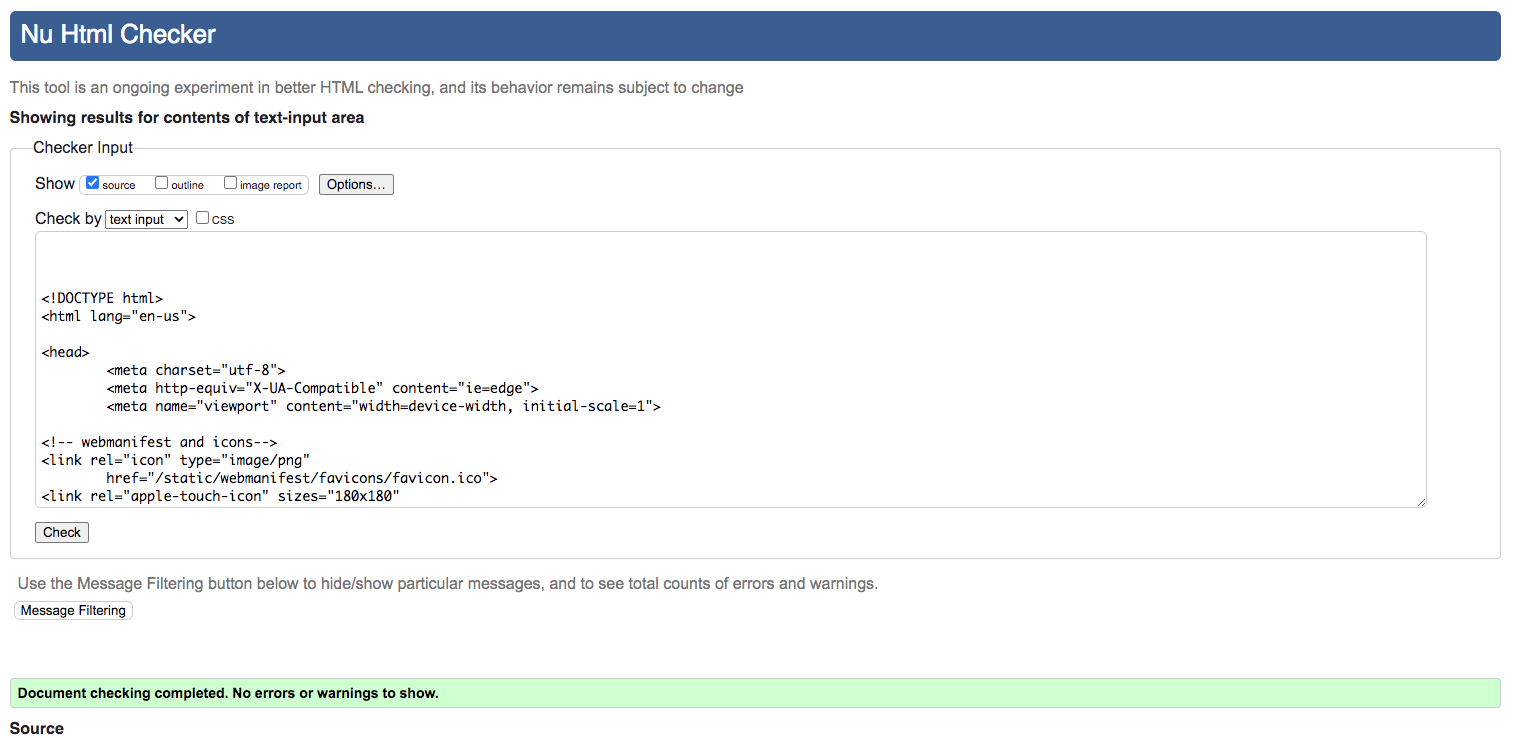 Nu Html Checker
This tool is an ongoing experiment in better HTML checking, and its behavior remains subject to change
Showing results for contents of text-input area
Checker Input
Show source outline image report Options...
Check by text input CSS
<!DOCTYPE html>
<html lang="en-us">
<head>
<meta charset="utf-8">
<meta http-equiv="X-UA-Compatible" content="ie=edge">
<meta name="viewport" content="width=device-width, initial-scale=1">
<!-- webmanifest and icons-->
<link rel="icon" type="image/png"
href="/static/webmanifest/favicons/favicon.ico">
<link rel="apple-touch-icon" sizes="180x180"
Check
Use the Message Filtering button below to hide/show particular messages, and to see total counts of errors and warnings.
Message Filtering
Document checking completed. No errors or warnings to show.
Source